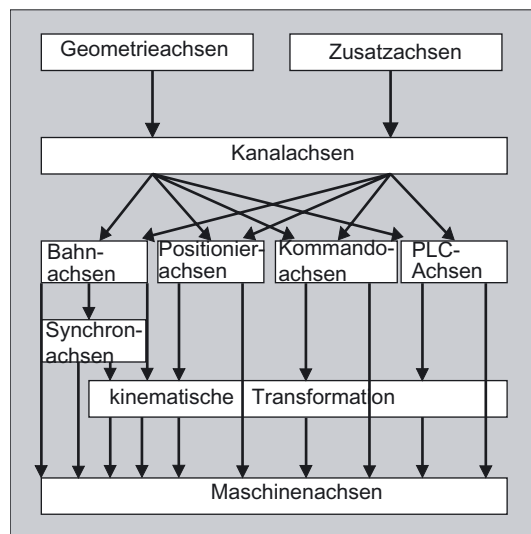 Geometrieachsen
Zusatzachsen
Kanalachsen
Bahn-
achsen
Positionier-
achsen
Kommando-
achsen
PLC-
Achsen
Synchron-
achsen
kinematische Transformation
Maschinenachsen